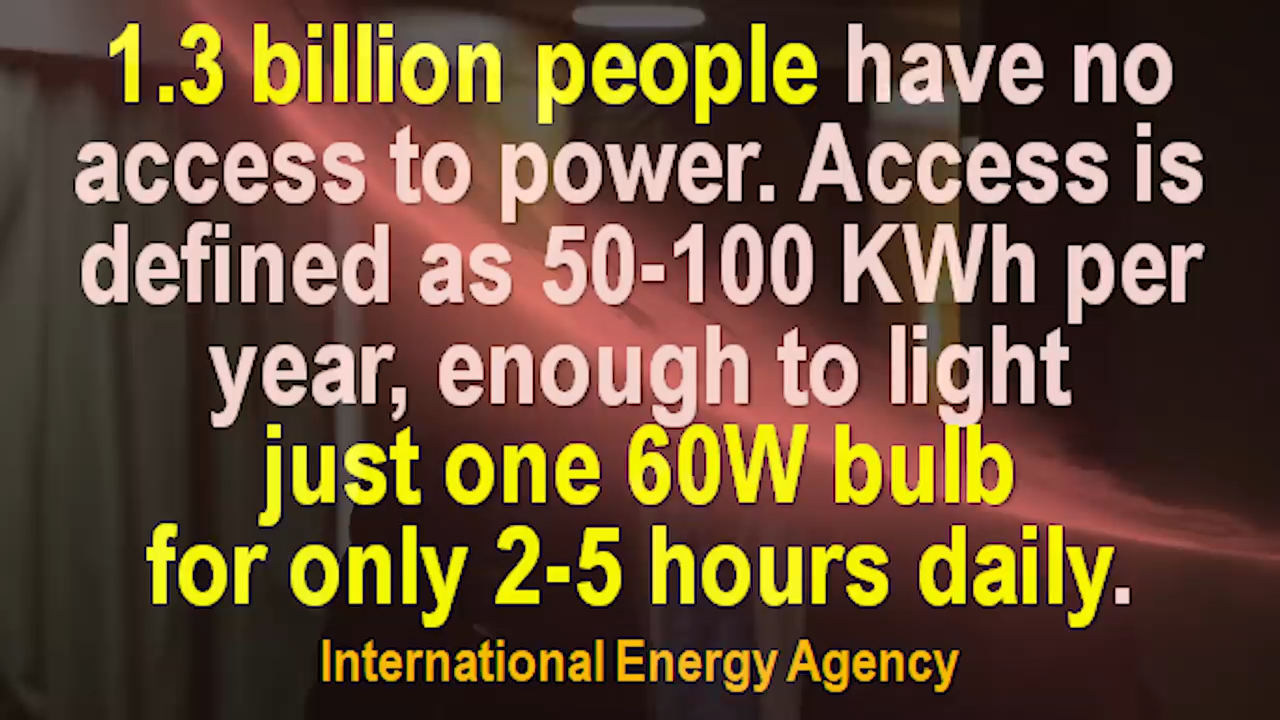 1.3 billion people have no
access to power. Access is
defined as 50-100 KWh per
year, enough to light
just one 60W bulb
for only 2-5 hours daily.
International Energy Agency